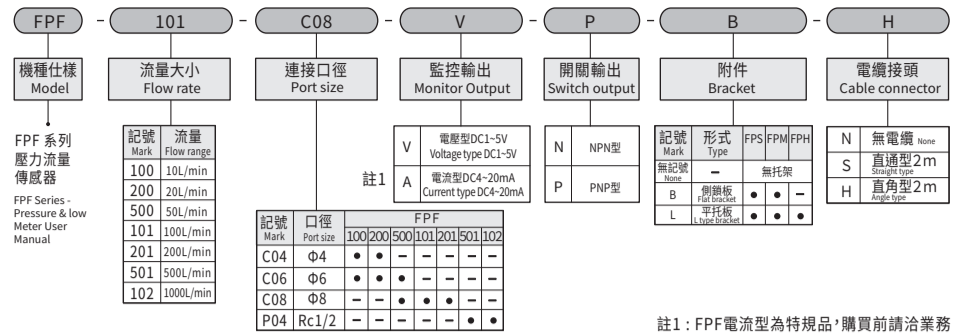 FPF - 101 - C08 - V - P - B - H
機種仕樣
Model
流量大小
Flow rate
連接口徑
Port size
監控輸出
Monitor Output
開關輸出
Switch output
附件
Bracket
電纜接頭
Cable connector
FPF 系列
壓力流量
傳感器
FPF Series -
Pressure & low
Meter User
Manual
記號 流量
Mark Flow range
100 10L/min
200 20L/min
500 50L/min
101 100L/min
201 200L/min
501 500L/min
102 1000L/min
記號 口徑 FPF
Mark Port size 100 200 500 101 201 501 102
C04 Φ4 ● ● – – – – –
C06 Φ6 ● ● ● – – – –
C08 Φ8 – – ● ● ● – –
P04 Rc1/2 – – – – – ● ●
V 電壓型DC1~5V
Voltage type DC1~5V
註1 A 電流型DC4~20mA
Current type DC4~20mA
N NPN型
P PNP型
記號 形式 FPS FPM FPH
Mark Type
無記號 – 無托架
None
B 側鎖板 ● ● –
Flat bracket
L 平托板 ● ● ●
L type bracket
N 無電纜 None
S 直通型2m
Straight type
H 直角型2m
Angle type
註1：FPF電流型為特規品，購買前請洽業務